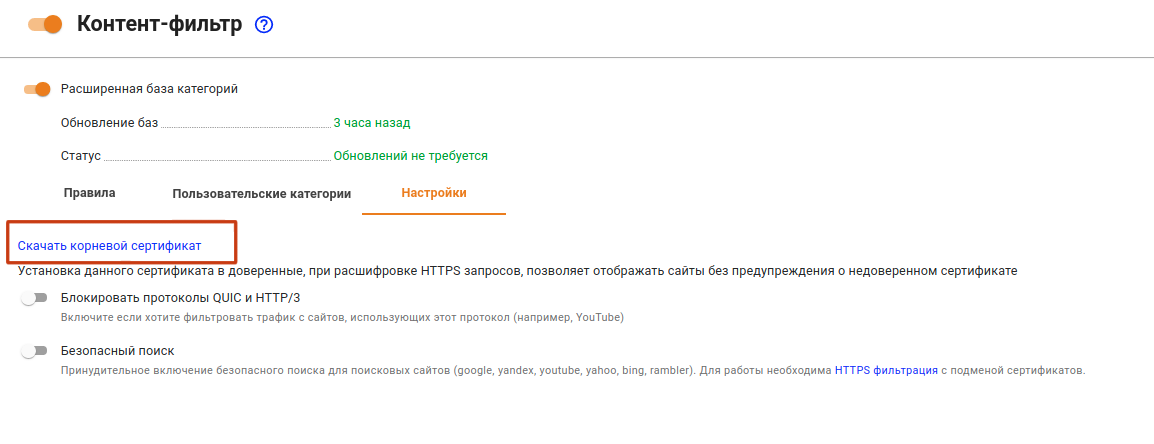 Контент-фильтр ?
Расширенная база категорий
Обновление баз 3 часа назад
Статус Обновлений не требуется
Правила Пользовательские категории Настройки
Скачать корневой сертификат
Установка данного сертификата в доверенные, при расшифровке HTTPS запросов, позволяет отображать сайты без предупреждения о недоверенном сертификате
Блокировать протоколы QUIC и HTTP/3
Включите если хотите фильтровать трафик с сайтов, использующих этот протокол (например, YouTube)
Безопасный поиск
Принудительное включение безопасного поиска для поисковых сайтов (google, yandex, youtube, yahoo, bing, rambler). Для работы необходима HTTPS фильтрация с подменой сертификатов.